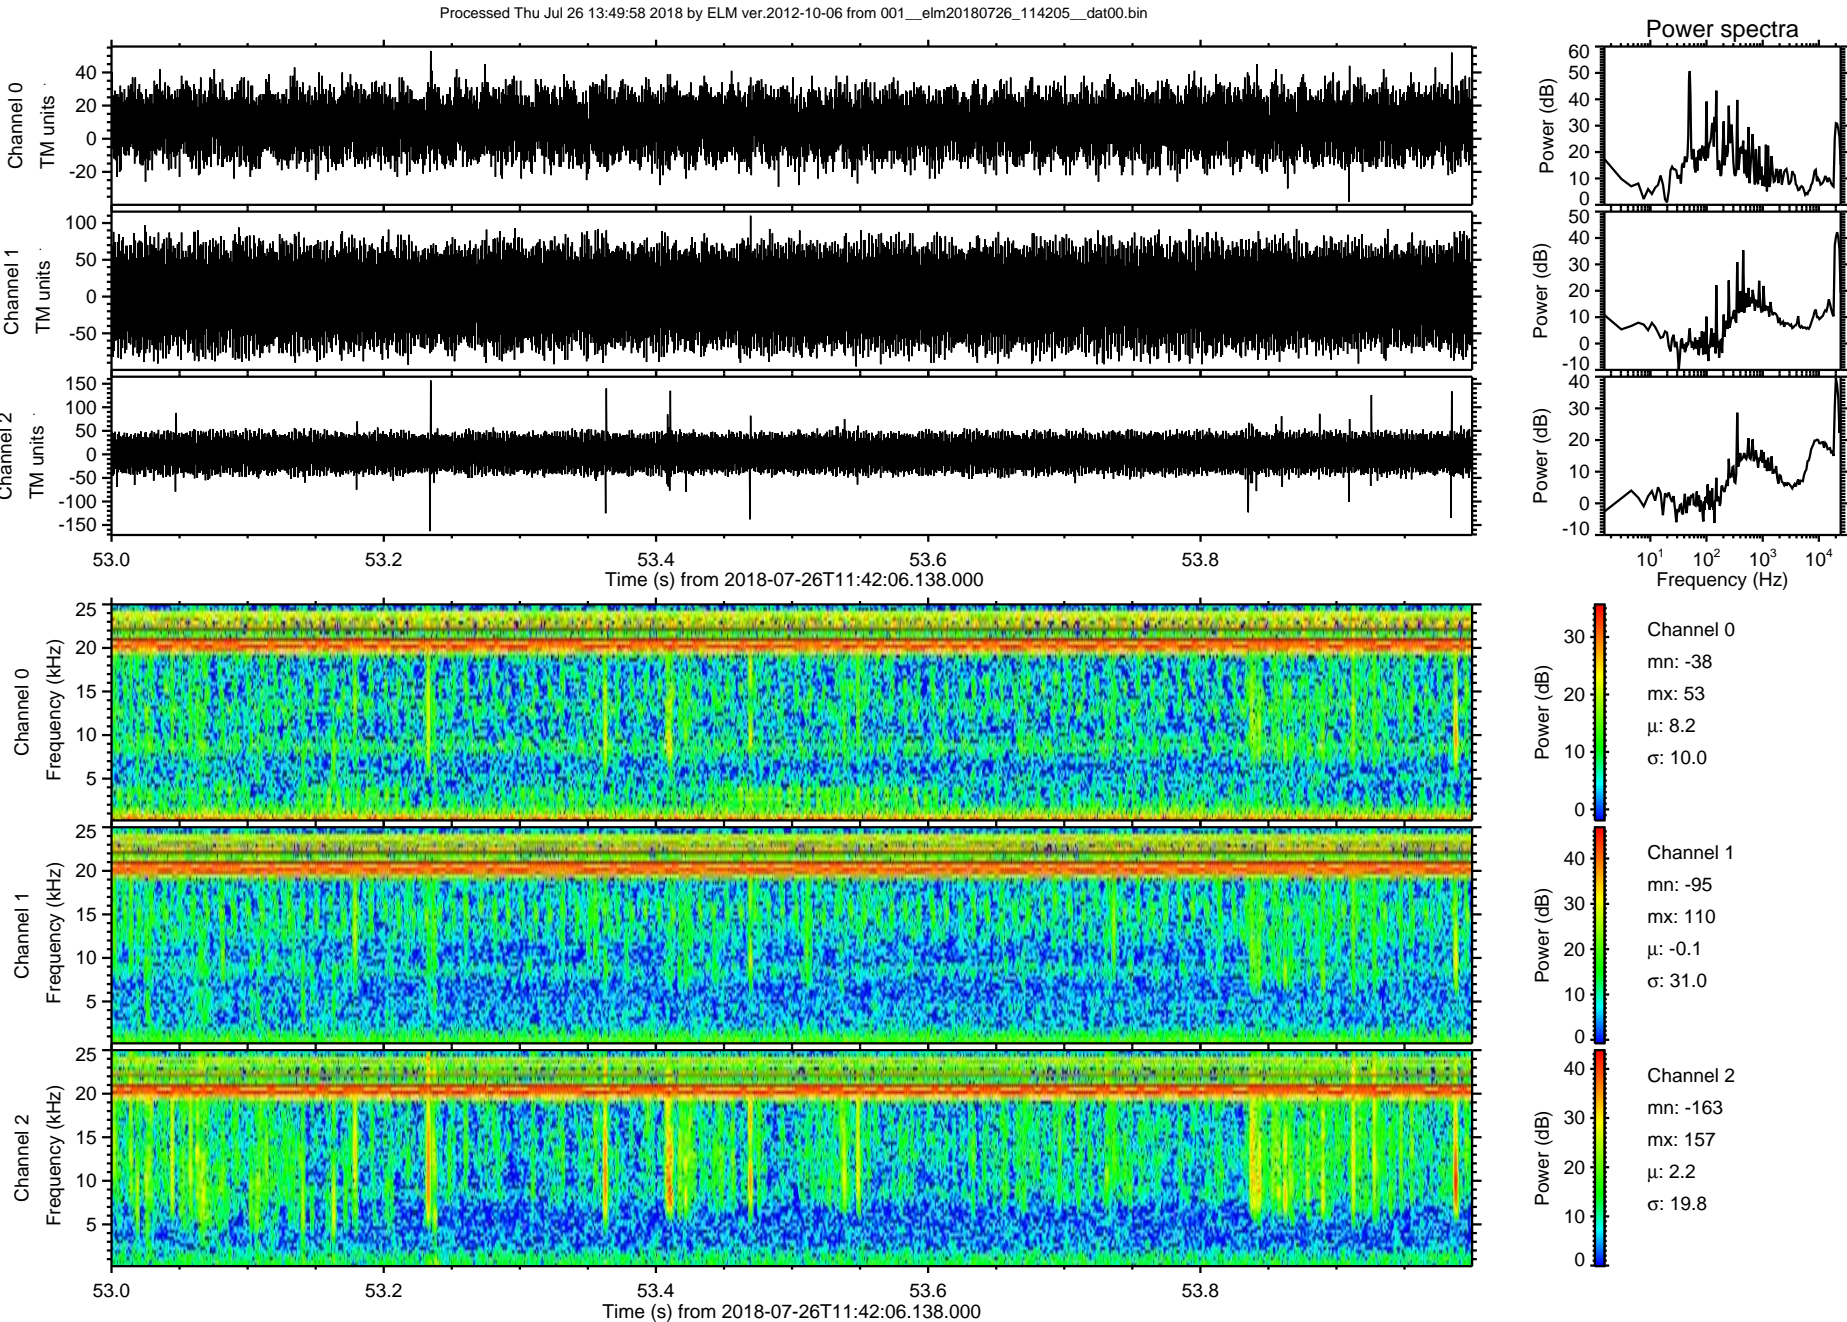 Processed Thu Jul 26 13:49:58 2018 by ELM ver.2012-10-06 from 001__elm20180726_114205__dat00.bin
Power spectra
Channel 0
TM units
40
20
0
-20
Power (dB)
60
50
40
30
20
10
0
Channel 1
TM units
100
50
0
-50
Power (dB)
50
40
30
20
10
0
-10
Channel 2
TM units
150
100
50
0
-50
-100
-150
Power (dB)
40
30
20
10
0
-10
53.0 53.2 53.4 53.6 53.8
Time (s) from 2018-07-26T11:42:06.138.000
10^1 10^2 10^3 10^4
Frequency (Hz)
Channel 0
Frequency (kHz)
25
20
15
10
5
Power (dB)
30
20
10
0
Channel 0
mn: -38
mx: 53
μ: 8.2
σ: 10.0
Channel 1
Frequency (kHz)
25
20
15
10
5
Power (dB)
40
30
20
10
0
Channel 1
mn: -95
mx: 110
μ: -0.1
σ: 31.0
Channel 2
Frequency (kHz)
25
20
15
10
5
Power (dB)
40
30
20
10
0
Channel 2
mn: -163
mx: 157
μ: 2.2
σ: 19.8
53.0 53.2 53.4 53.6 53.8
Time (s) from 2018-07-26T11:42:06.138.000